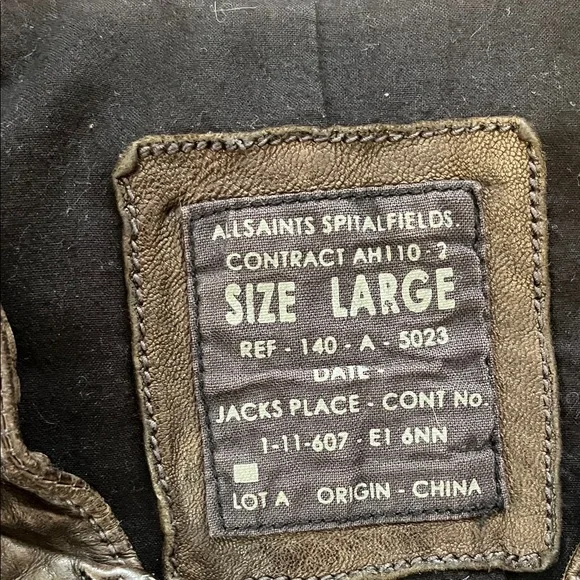 ALLSAINTS SPITALFIELDS.
CONTRACT AH110 - 2
SIZE LARGE
REF - 140 - A - 5023
DATE -
JACKS PLACE - CONT No.
1-11-607 - E1 6NN
LOT A ORIGIN - CHINA